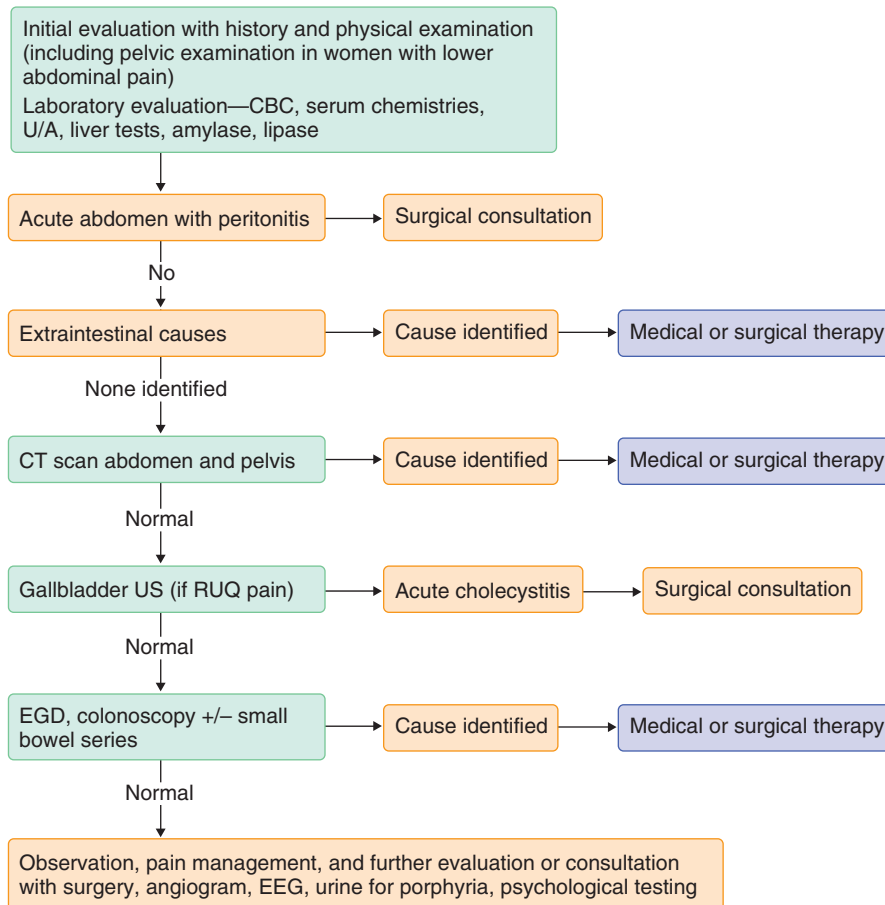 Initial evaluation with history and physical examination
(including pelvic examination in women with lower
abdominal pain)
Laboratory evaluation—CBC, serum chemistries,
U/A, liver tests, amylase, lipase
Acute abdomen with peritonitis
Surgical consultation
No
Extraintestinal causes
Cause identified
Medical or surgical therapy
None identified
CT scan abdomen and pelvis
Cause identified
Medical or surgical therapy
Normal
Gallbladder US (if RUQ pain)
Acute cholecystitis
Surgical consultation
Normal
EGD, colonoscopy +/– small
bowel series
Cause identified
Medical or surgical therapy
Normal
Observation, pain management, and further evaluation or consultation
with surgery, angiogram, EEG, urine for porphyria, psychological testing